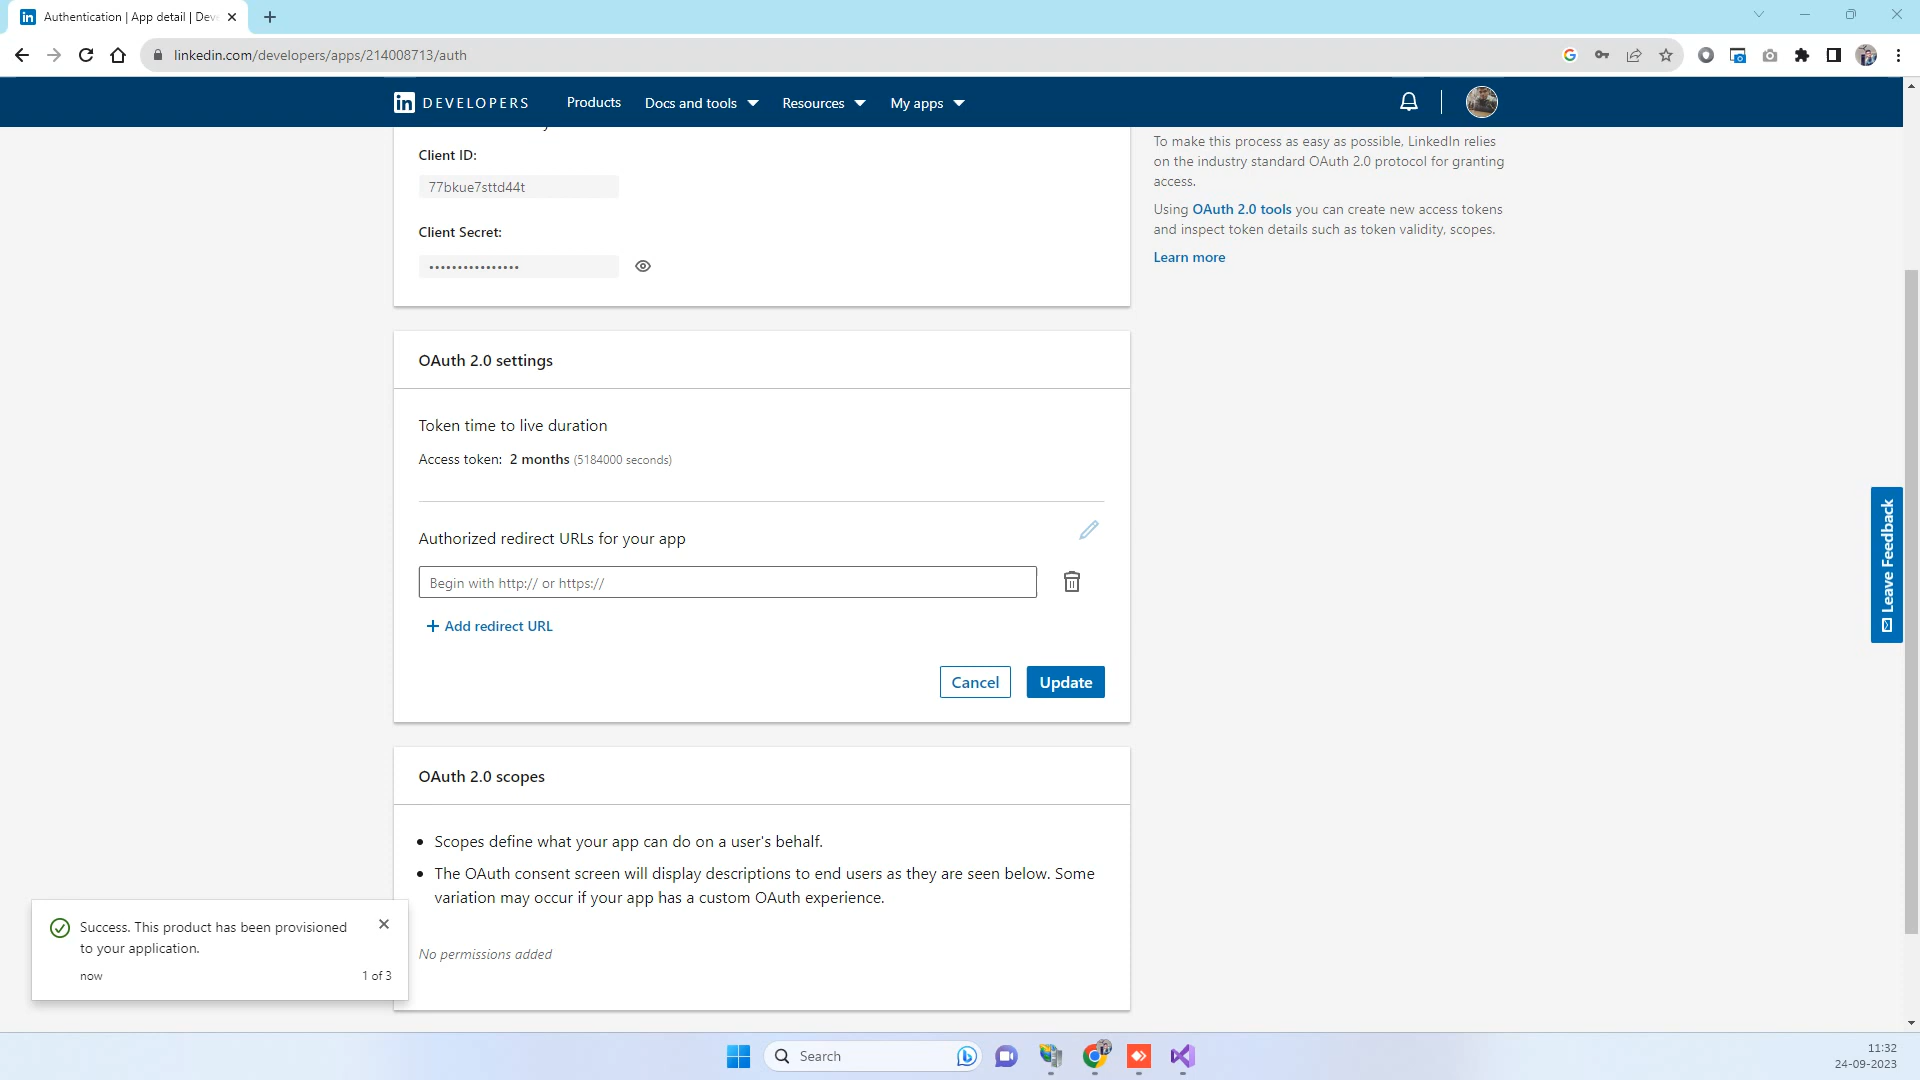 Authentication | App detail | Dev
linkedin.com/developers/apps/214008713/auth
in DEVELOPERS
Products
Docs and tools
Resources
My apps
Client ID:
77bkue7sttd44t
Client Secret:
••••••••••••••••
To make this process as easy as possible, LinkedIn relies
on the industry standard OAuth 2.0 protocol for granting
access.
Using OAuth 2.0 tools you can create new access tokens
and inspect token details such as token validity, scopes.
Learn more
OAuth 2.0 settings
Token time to live duration
Access token: 2 months (5184000 seconds)
Authorized redirect URLs for your app
Begin with http:// or https://
+ Add redirect URL
Cancel
Update
Leave Feedback
OAuth 2.0 scopes
• Scopes define what your app can do on a user's behalf.
• The OAuth consent screen will display descriptions to end users as they are seen below. Some
variation may occur if your app has a custom OAuth experience.
No permissions added
Success. This product has been provisioned
to your application.
now
1 of 3
Search
11:32
24-09-2023